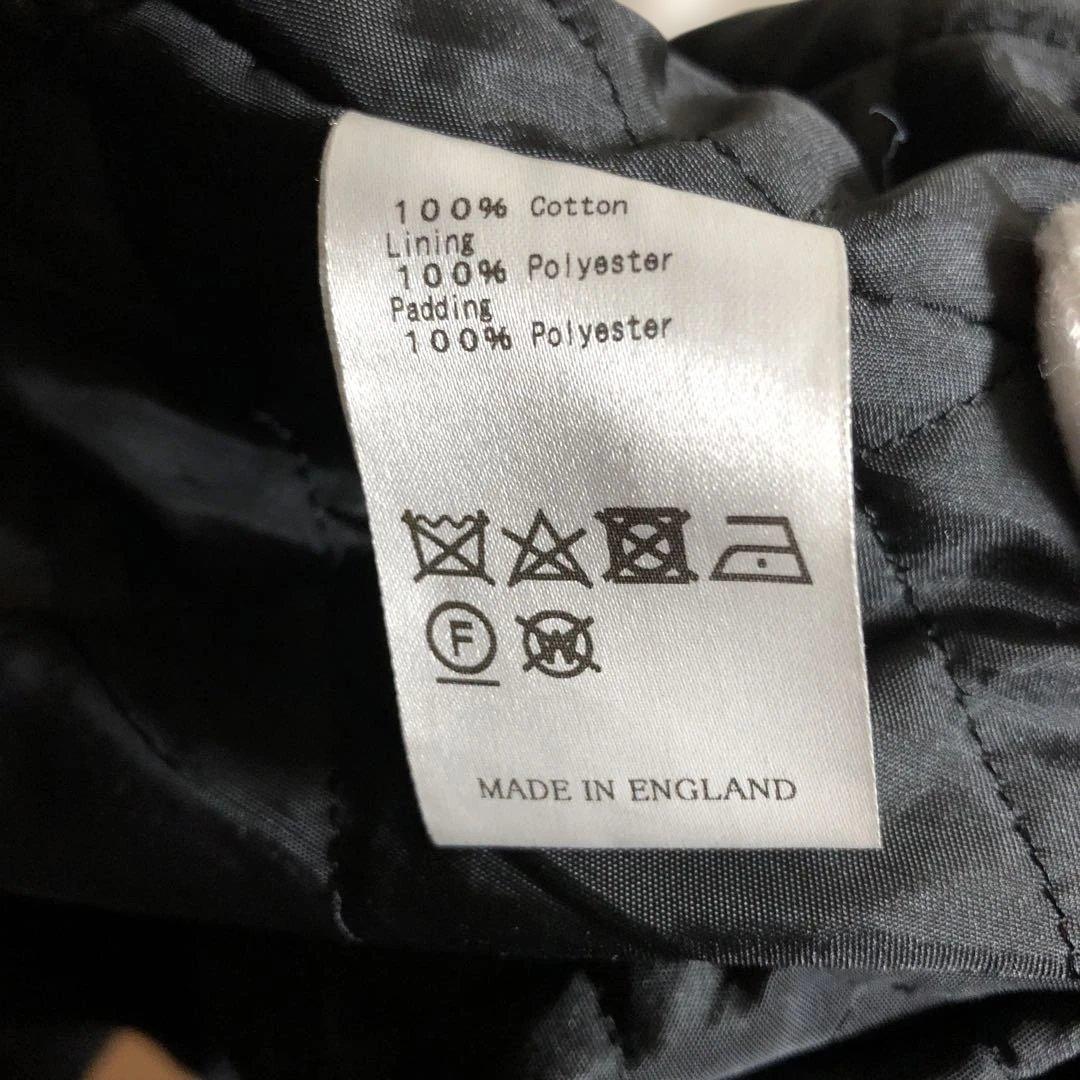 100% Cotton
Lining
100% Polyester
Padding
100% Polyester
F W
MADE IN ENGLAND